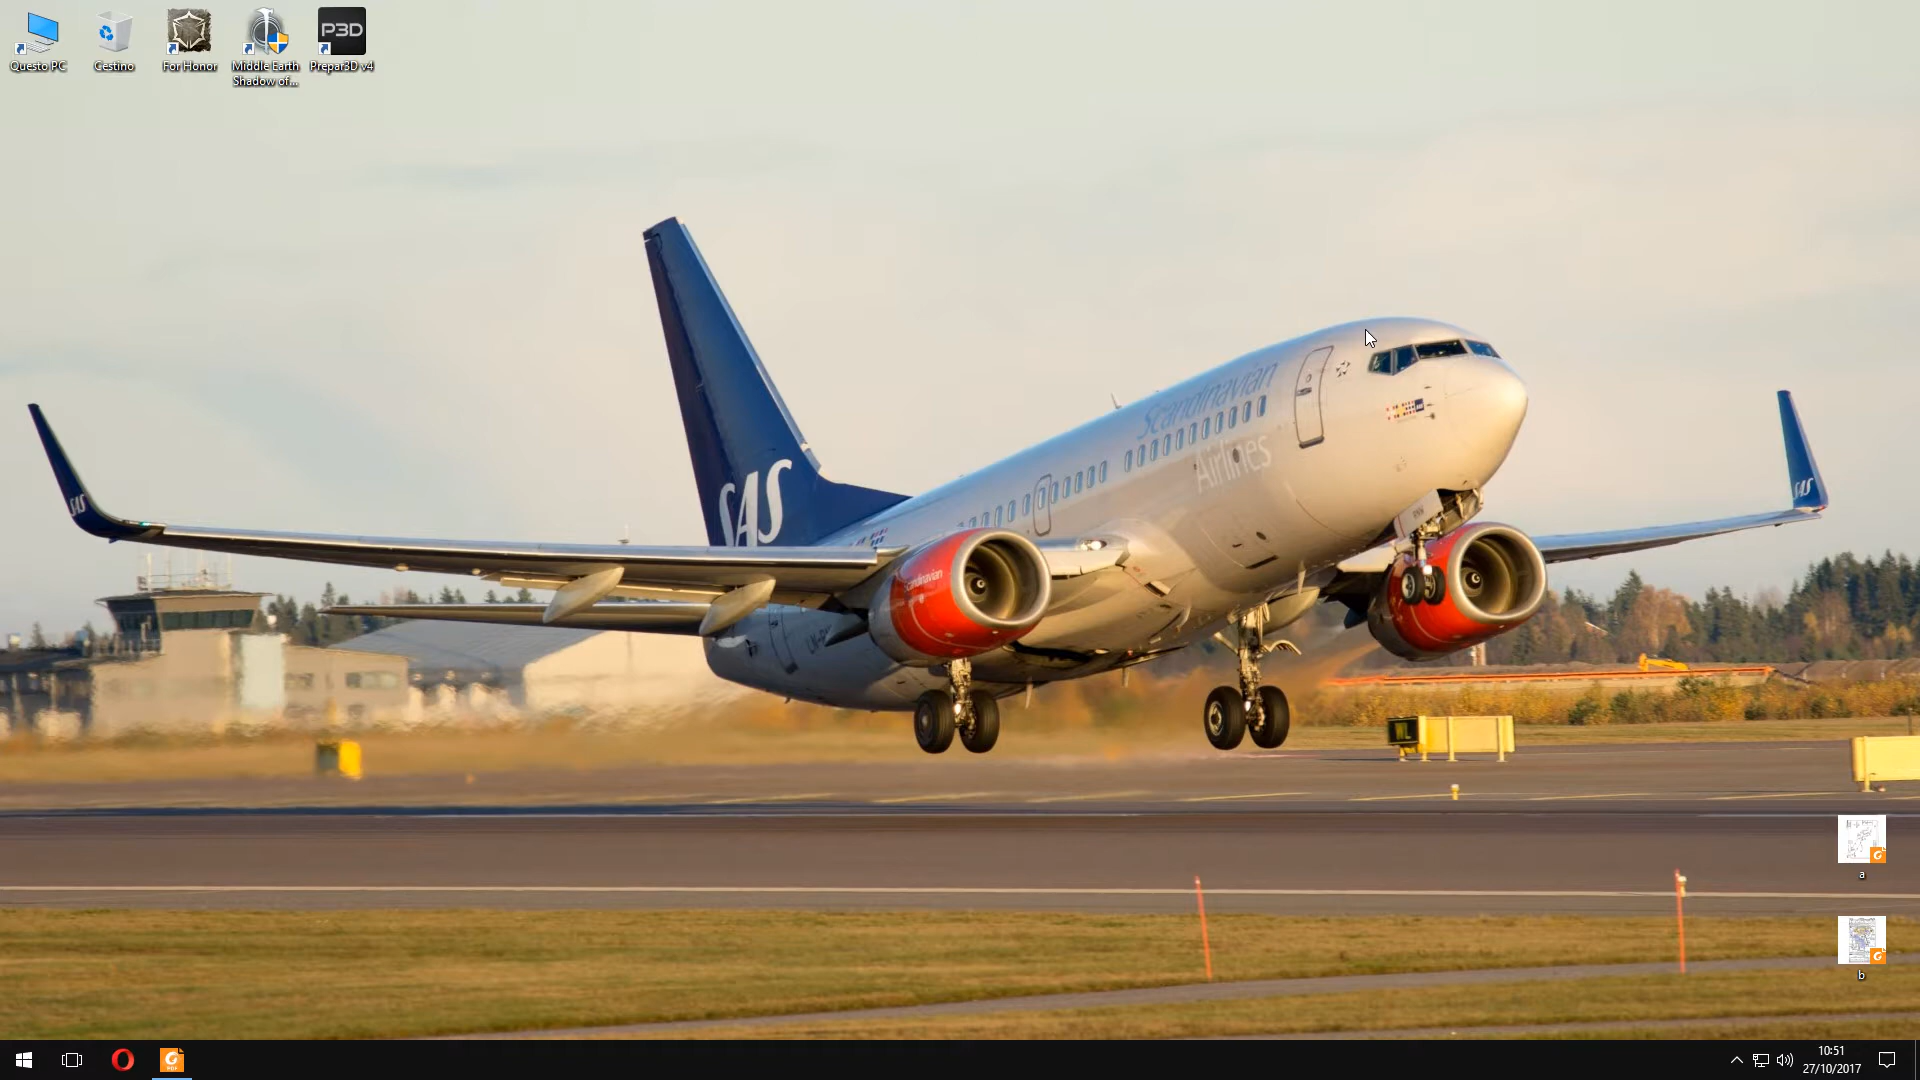 Questo PC
Cestino
For Honor
Middle Earth
Shadow of...
P3D
Prepar3D v4
Scandinavian
Airlines
SAS
SAS
SAS
Scandinavian
a
b
10:51
27/10/2017